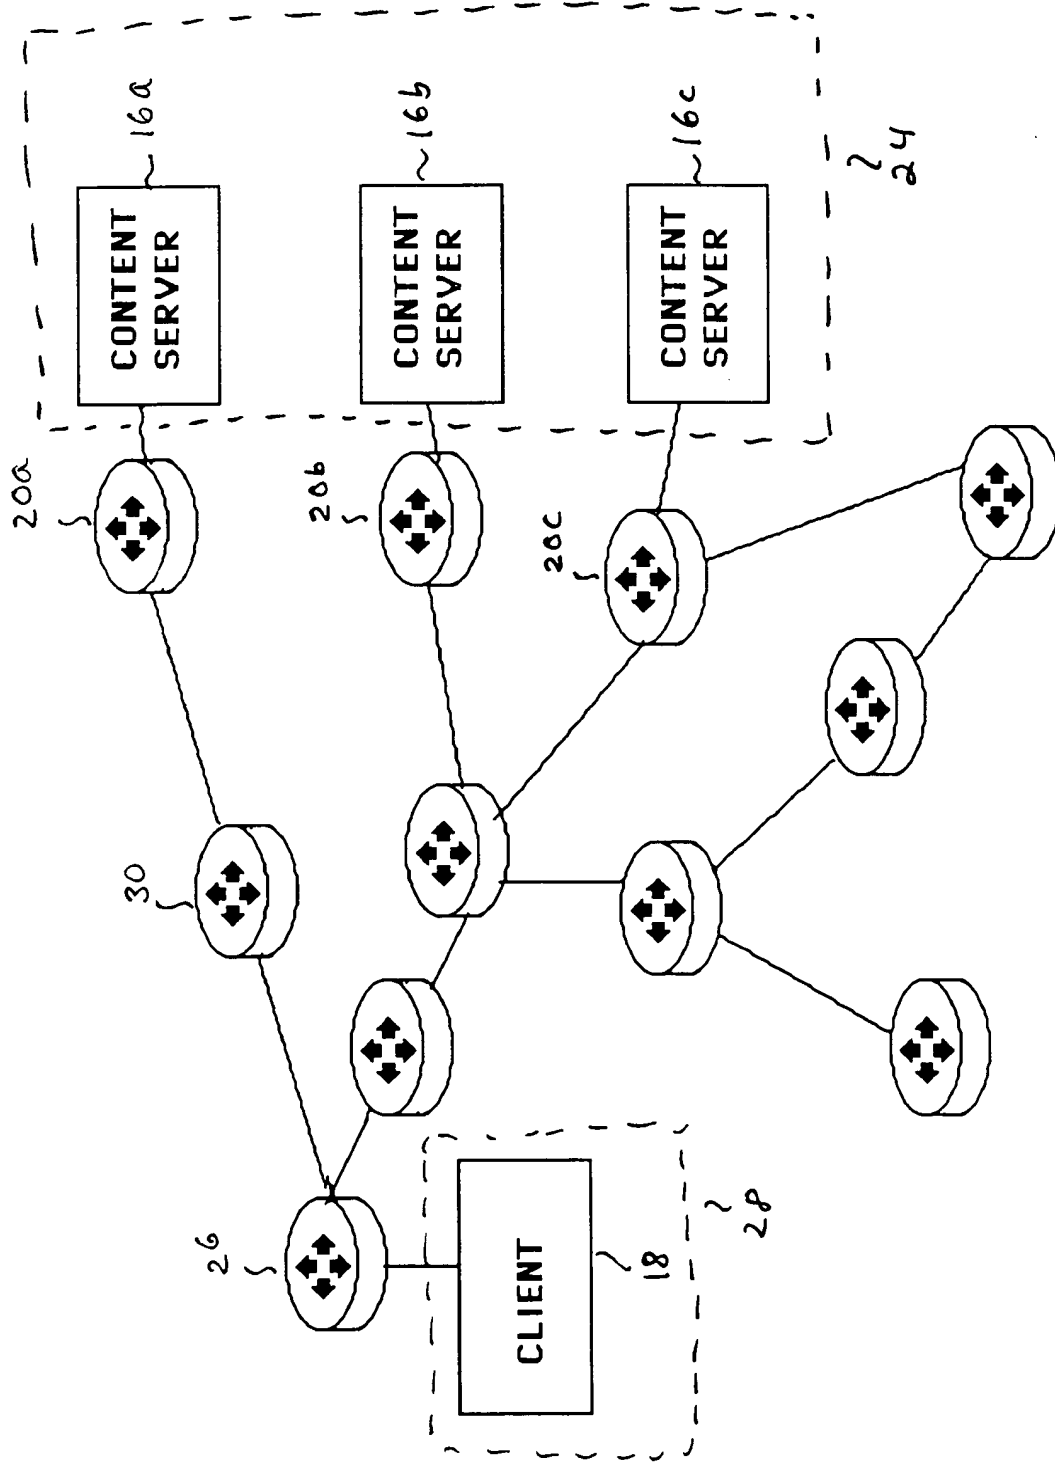 CONTENT
SERVER
16a
CONTENT
SERVER
16b
CONTENT
SERVER
16c
24
20a
20b
20c
30
26
CLIENT
18
28